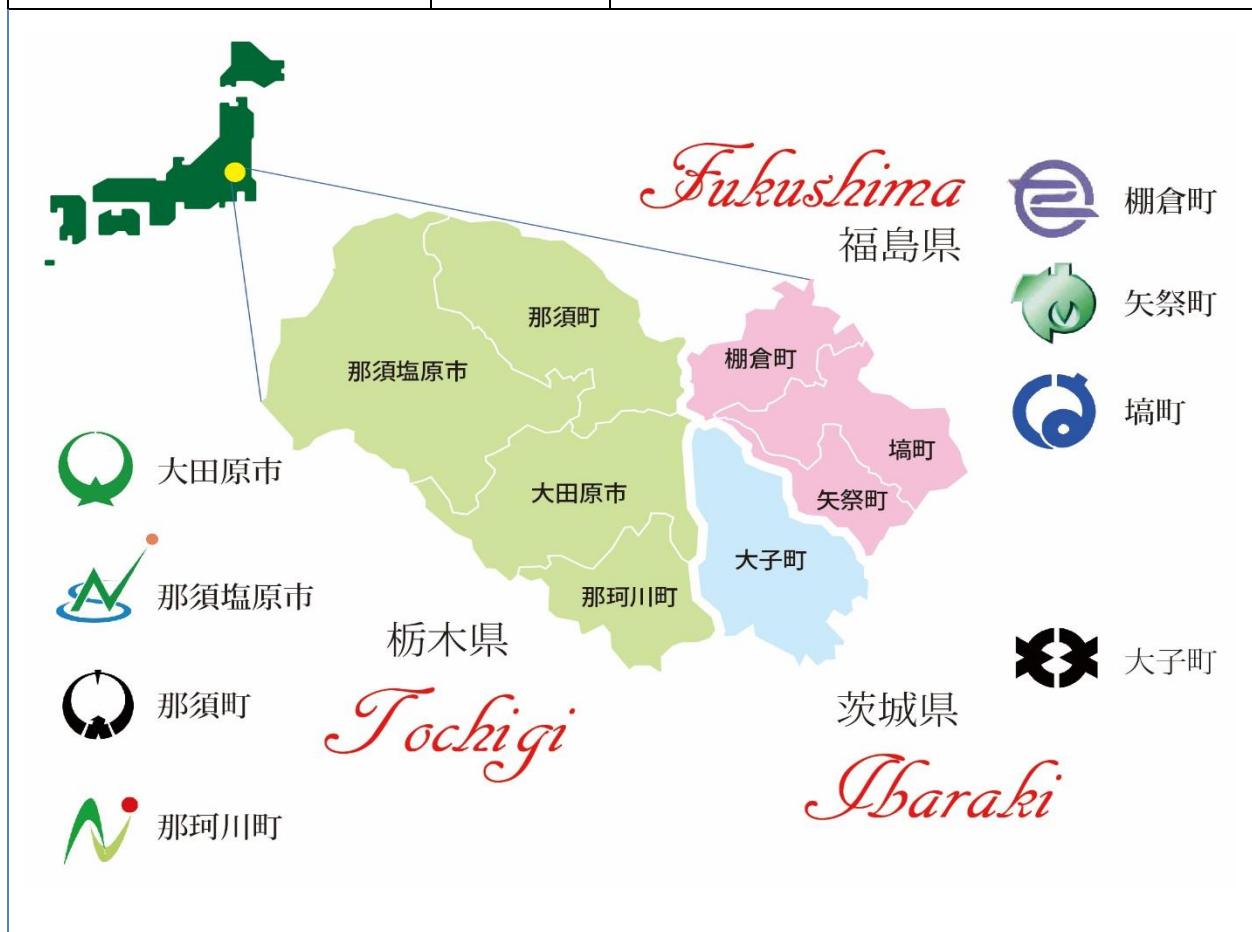 Fukushima
福島県
棚倉町
矢祭町
塙町
那須町
那須塩原市
棚倉町
塙町
矢祭町
大田原市
大子町
那珂川町
大田原市
那須塩原市
那須町
那珂川町
栃木県
Tochigi
大子町
茨城県
Ibaraki